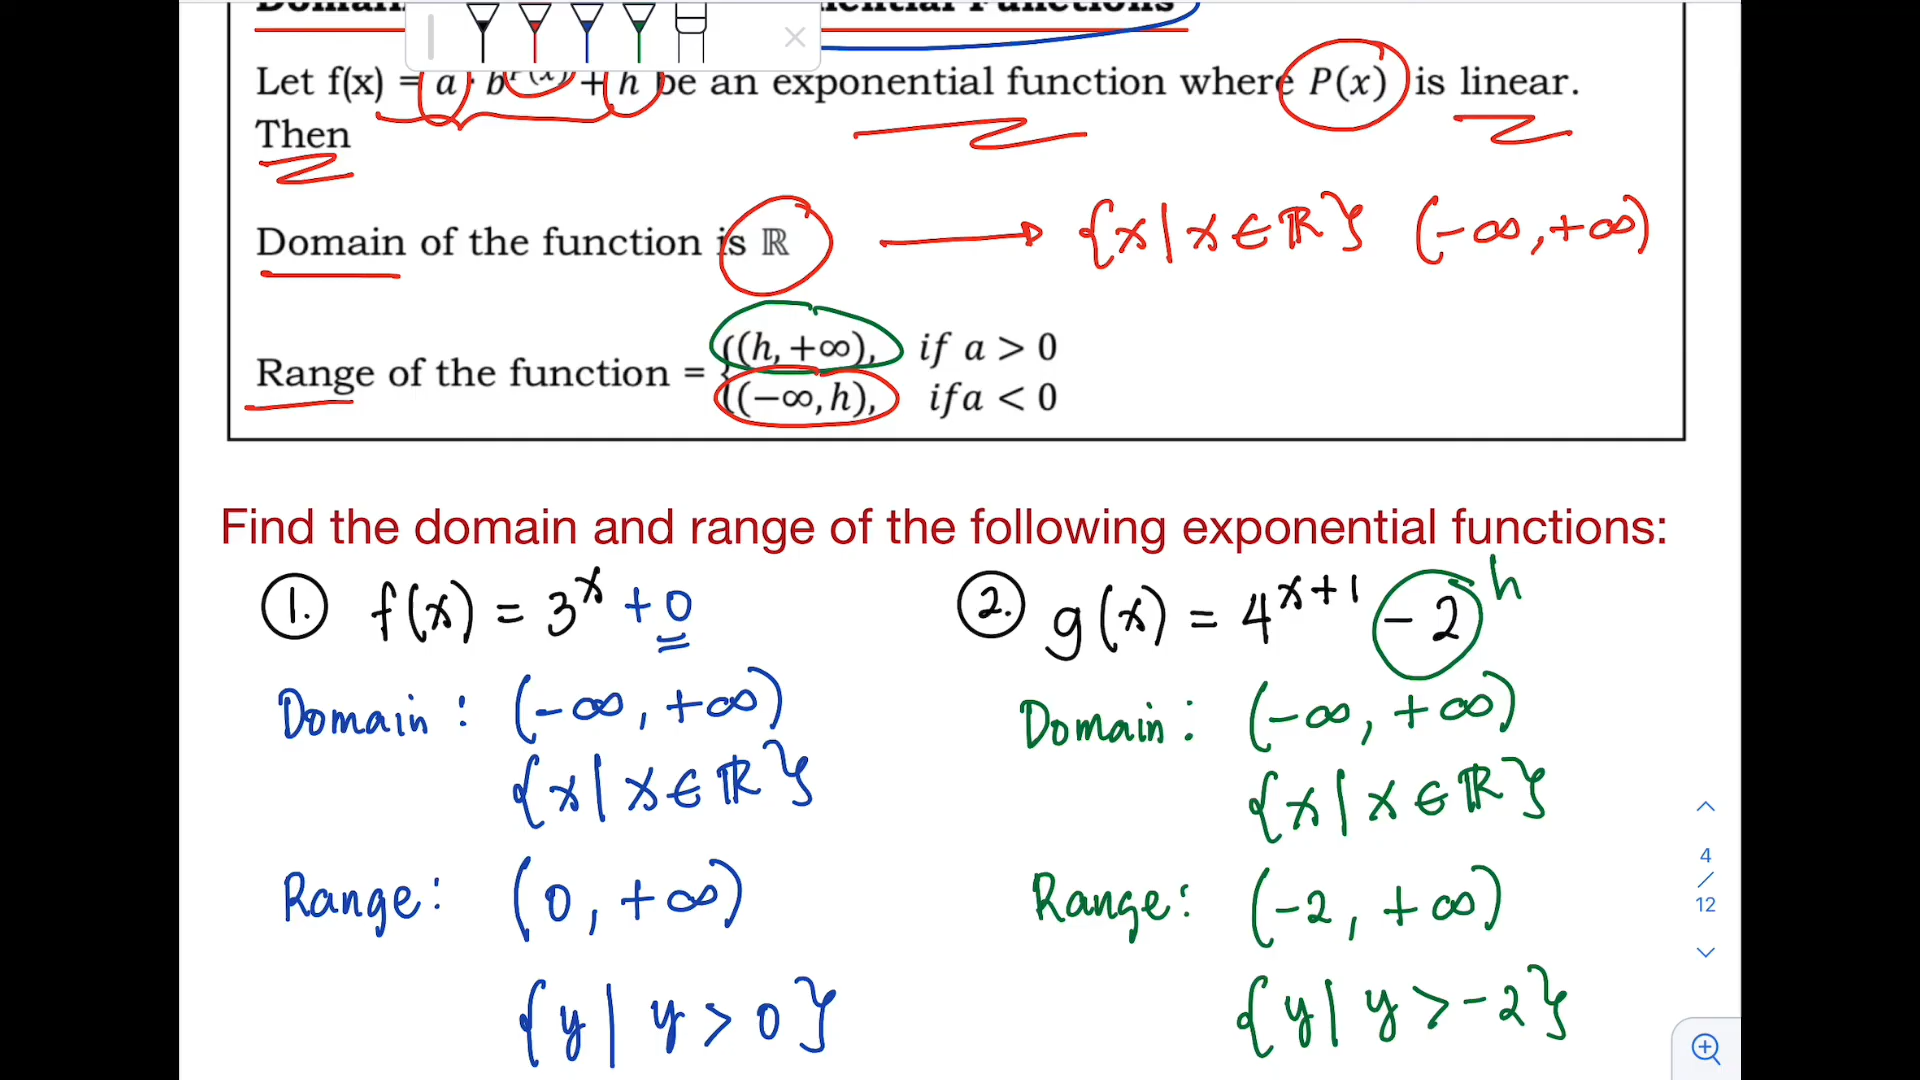 Functions
Let f(x) = a · b^P(x) + h be an exponential function where P(x) is linear.
Then
Domain of the function is ℝ → {x | x ∈ ℝ} (-∞, +∞)
Range of the function = { (h, +∞), if a > 0
(−∞, h), ifa < 0
Find the domain and range of the following exponential functions:
1. f(x) = 3^x + 0
Domain : (-∞, +∞)
{x | x ∈ ℝ}
Range : (0, +∞)
{y | y > 0}
2. g(x) = 4^(x+1) - 2 h
Domain : (-∞, +∞)
{x | x ∈ ℝ}
Range : (-2, +∞)
{y | y > -2}
4
/
12